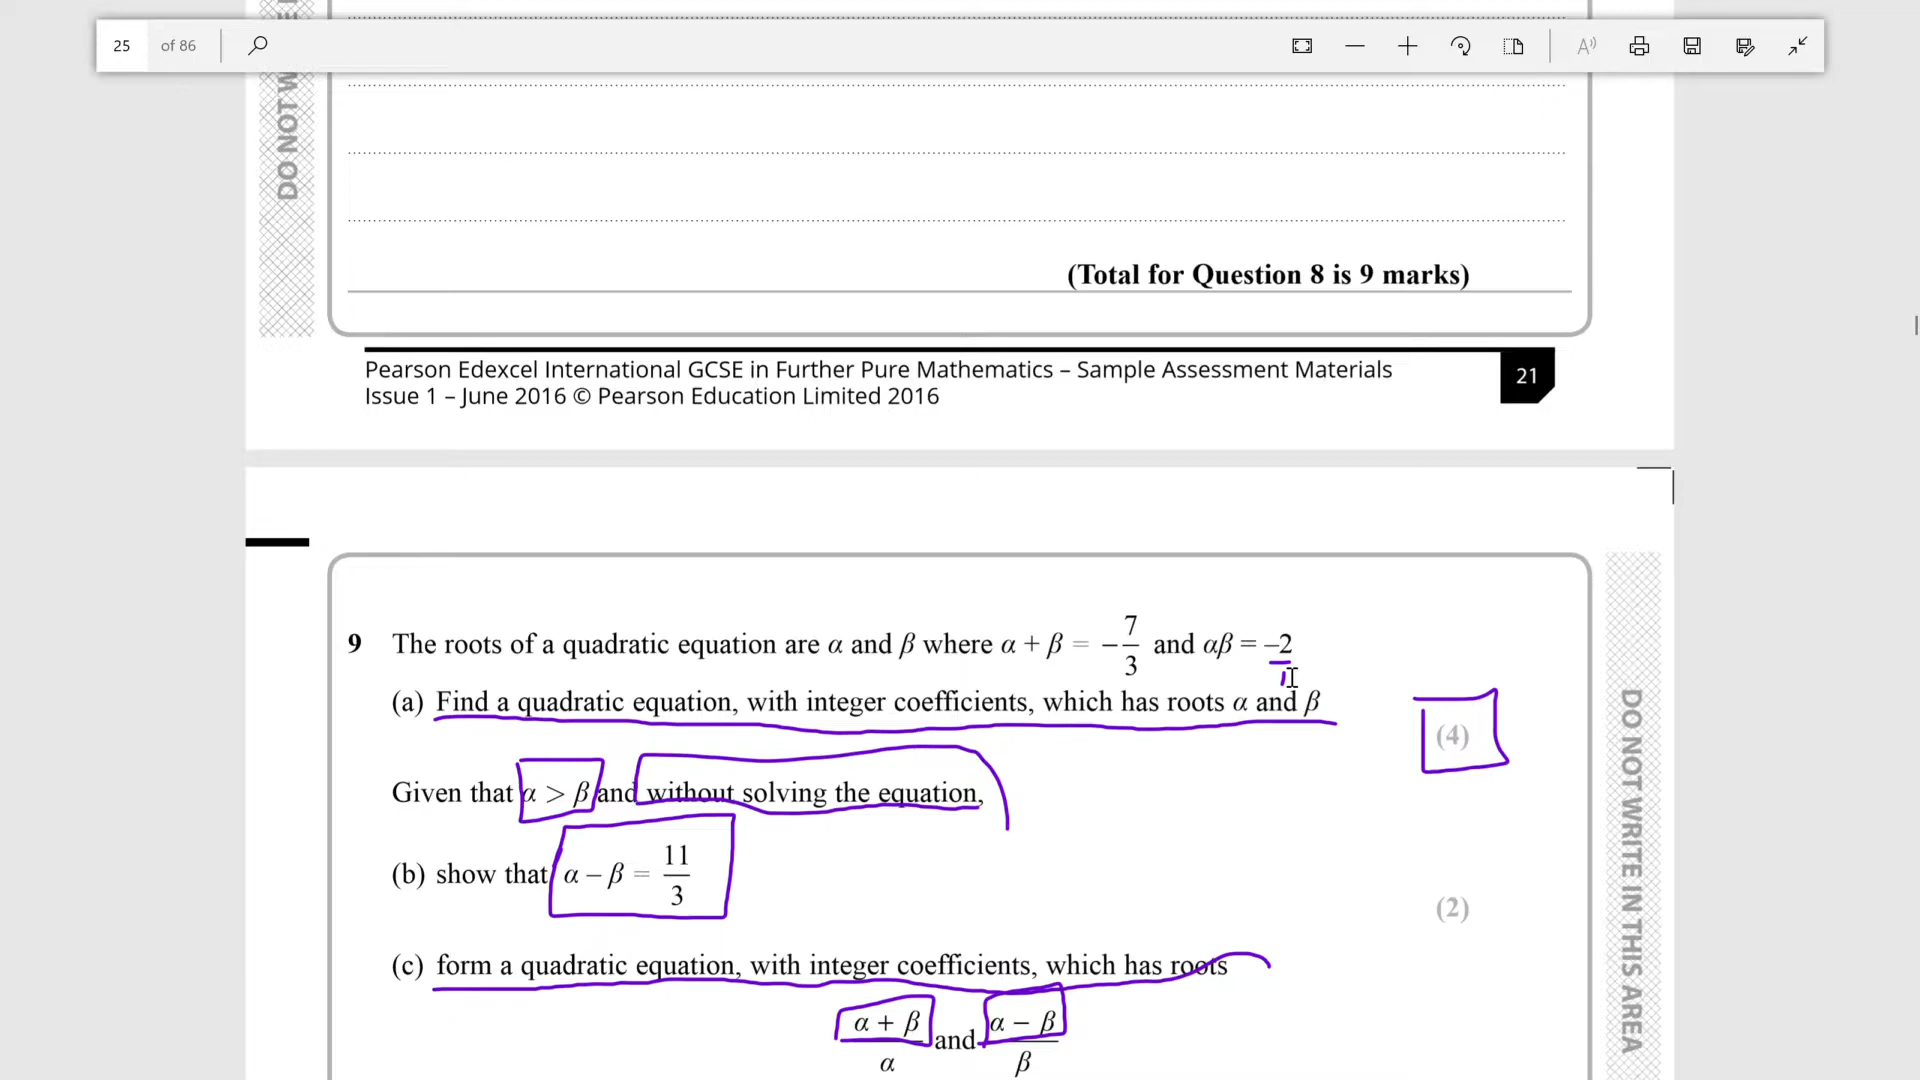 25 of 86
DO NOT W
(Total for Question 8 is 9 marks)
Pearson Edexcel International GCSE in Further Pure Mathematics – Sample Assessment Materials
Issue 1 – June 2016 © Pearson Education Limited 2016
21
9 The roots of a quadratic equation are α and β where α + β = −7/3 and αβ = −2
(a) Find a quadratic equation, with integer coefficients, which has roots α and β
(4)
Given that α > β and without solving the equation,
(b) show that α − β = 11/3
(2)
(c) form a quadratic equation, with integer coefficients, which has roots
α + β/α and α − β/β
DO NOT WRITE IN THIS AREA